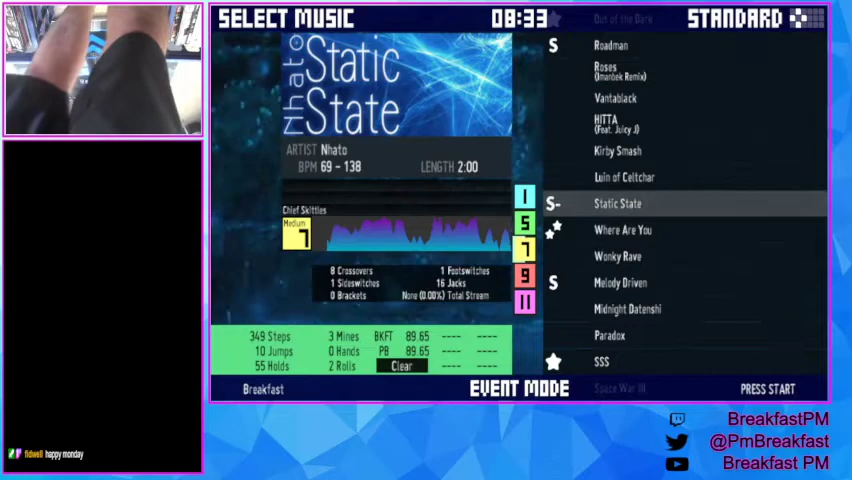 SELECT MUSIC
08:33
STANDARD
Out of the Dark
Nhato
Static
State
ARTIST Nhato
BPM 69 - 138
LENGTH 2:00
Chief Skittles
Medium
7
1
5
7
9
11
8 Crossovers
1 Footswitches
1 Sideswitches
16 Jacks
0 Brackets
None (0.00%) Total Stream
349 Steps
3 Mines
BKFT 89.65
---- ----
10 Jumps
0 Hands
PB 89.65
---- ----
55 Holds
2 Rolls
Clear
---- ----
S
Roadman
Roses
(Imanbek Remix)
Vantablack
HITTA
(Feat. Juicy J)
Kirby Smash
Luin of Celtchar
S-
Static State
Where Are You
Wonky Rave
S
Melody Driven
Midnight Datenshi
Paradox
SSS
Space War III
Breakfast
EVENT MODE
PRESS START
BreakfastPM
@PmBreakfast
Breakfast PM
fidwell happy monday